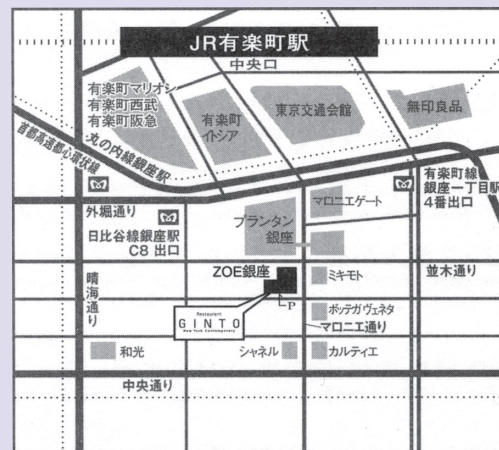 JR有楽町駅
中央口
有楽町マリオン
有楽町西武
有楽町阪急
有楽町
イトシア
東京交通会館
無印良品
首都高速都心環状線
丸の内線銀座駅
有楽町線
銀座一丁目駅
4番出口
外堀通り
日比谷線銀座駅
C8 出口
プランタン
銀座
マロニエゲート
晴海通り
ZOE銀座
P
ミキモト
並木通り
Restaurant
GINTO
New York Contemporary
ボッテガ ヴェネタ
マロニエ通り
和光
シャネル
カルティエ
中央通り